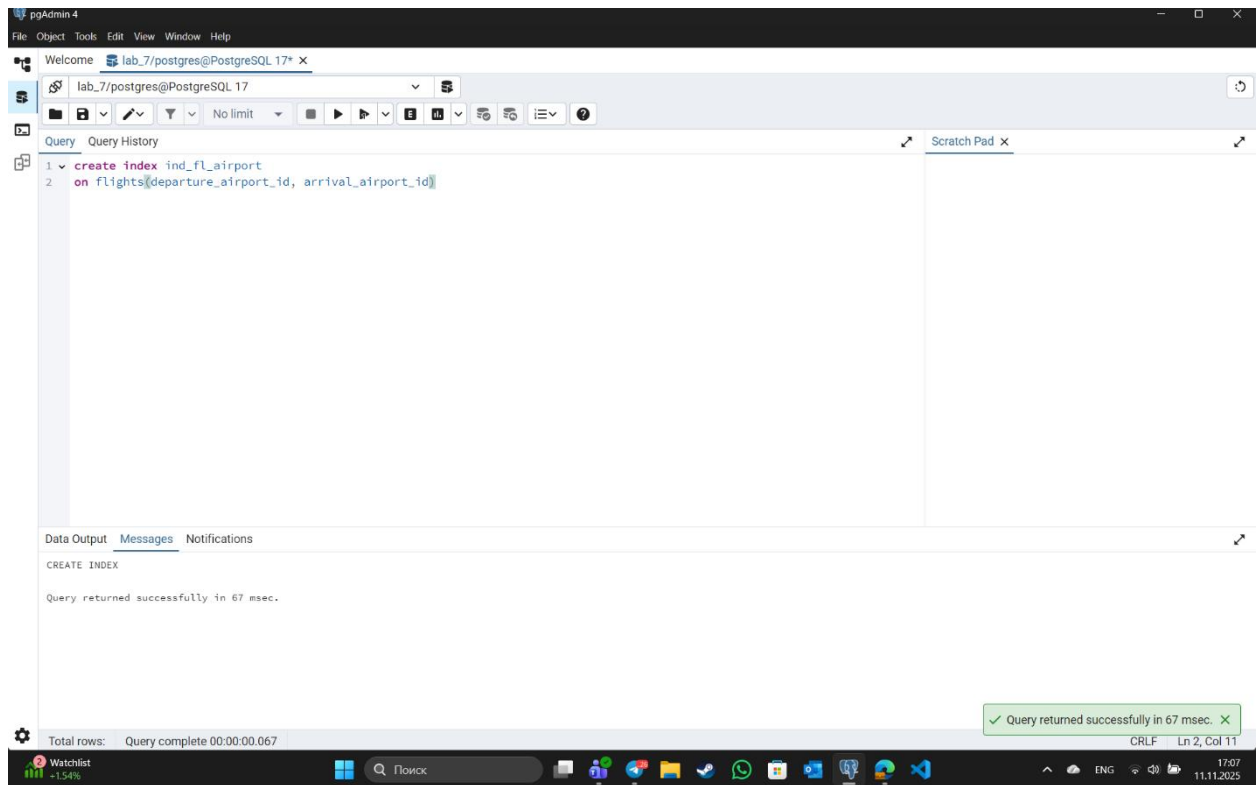 pgAdmin 4
File Object Tools Edit View Window Help
Welcome lab_7/postgres@PostgreSQL 17*
lab_7/postgres@PostgreSQL 17
No limit
Query Query History
Scratch Pad
1 create index ind_fl_airport
2 on flights(departure_airport_id, arrival_airport_id)
Data Output Messages Notifications
CREATE INDEX
Query returned successfully in 67 msec.
Query returned successfully in 67 msec.
Total rows: Query complete 00:00:00.067
CRLF Ln 2, Col 11
2 Watchlist
+1.54%
Поиск
ENG
17:07
11.11.2025